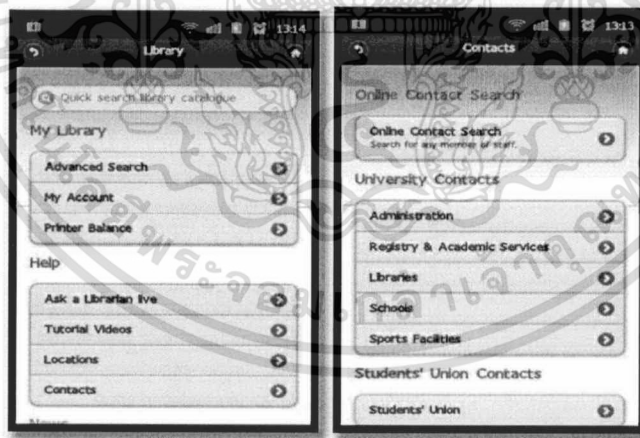 13:14
Library
Quick search library catalogue
My Library
Advanced Search
My Account
Printer Balance
Help
Ask a Librarian live
Tutorial Videos
Locations
Contacts
News
13:13
Contacts
Online Contact Search
Online Contact Search
Search for any member of staff.
University Contacts
Administration
Registry & Academic Services
Libraries
Schools
Sports Facilities
Students' Union Contacts
Students' Union